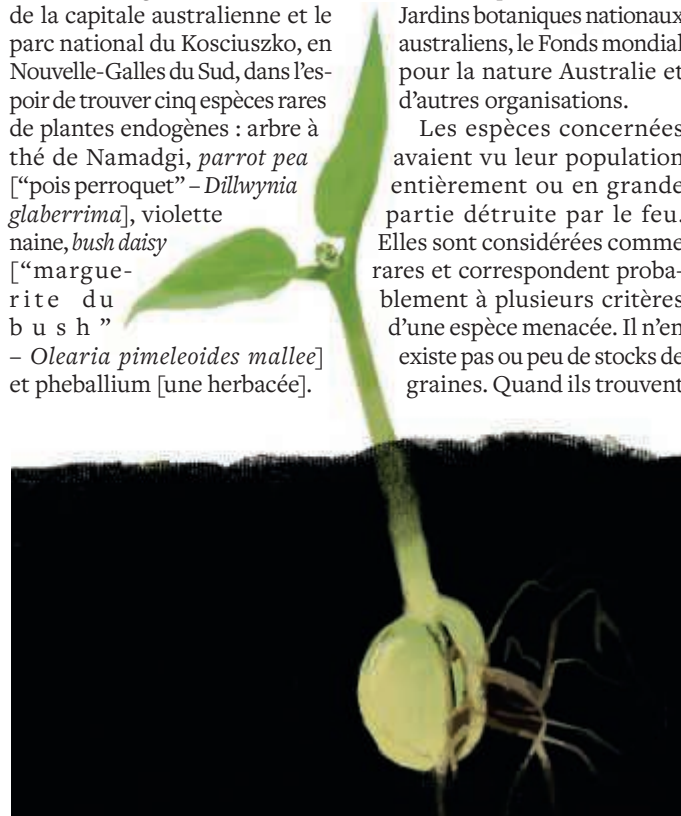 de la capitale australienne et le
parc national du Kosciuszko, en
Nouvelle-Galles du Sud, dans l’es-
poir de trouver cinq espèces rares
de plantes endogènes : arbre à
thé de Namadgi, parrot pea
[“pois perroquet” – Dillwynia
glaberrima], violette
naine, bush daisy
[“margue-
rite du
bush”
– Olearia pimeleoides mallee]
et pheballium [une herbacée].
Jardins botaniques nationaux
australiens, le Fonds mondial
pour la nature Australie et
d’autres organisations.
Les espèces concernées
avaient vu leur population
entièrement ou en grande
partie détruite par le feu.
Elles sont considérées comme
rares et correspondent proba-
blement à plusieurs critères
d’une espèce menacée. Il n’en
existe pas ou peu de stocks de
graines. Quand ils trouvent